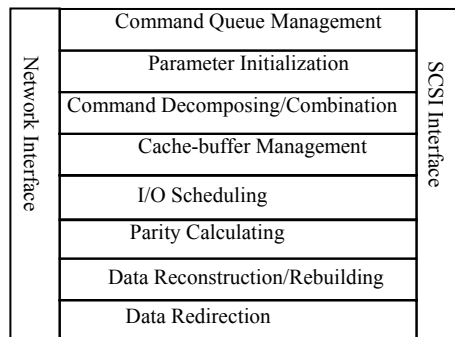 Network Interface
Command Queue Management
Parameter Initialization
Command Decomposing/Combination
Cache-buffer Management
I/O Scheduling
Parity Calculating
Data Reconstruction/Rebuilding
Data Redirection
SCSI Interface